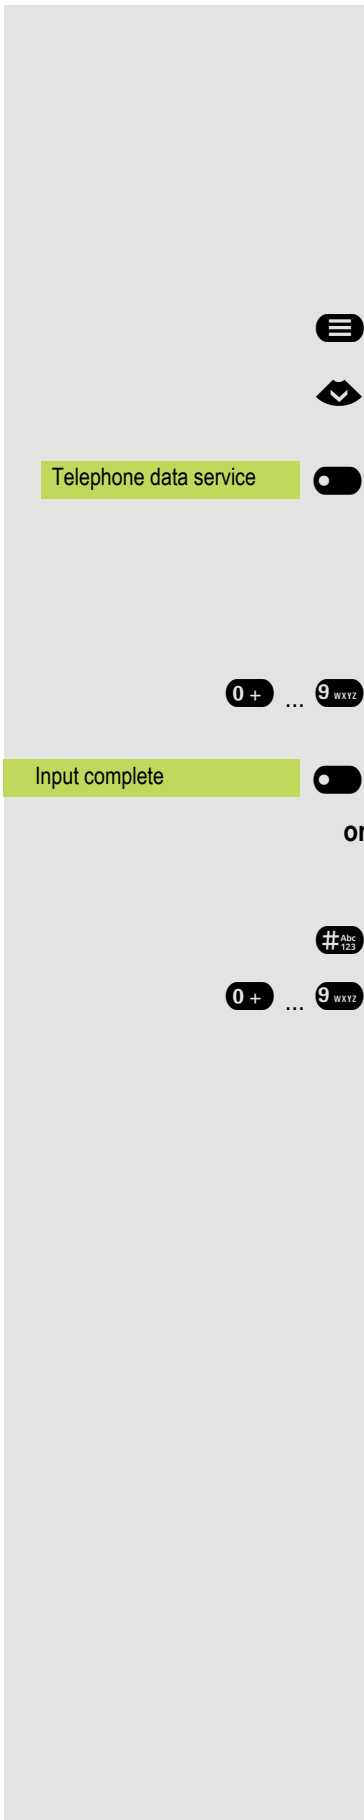 Telephone data service
0 + ... 9 WXYZ
Input complete
or
# Abc 123
0 + ... 9 WXYZ